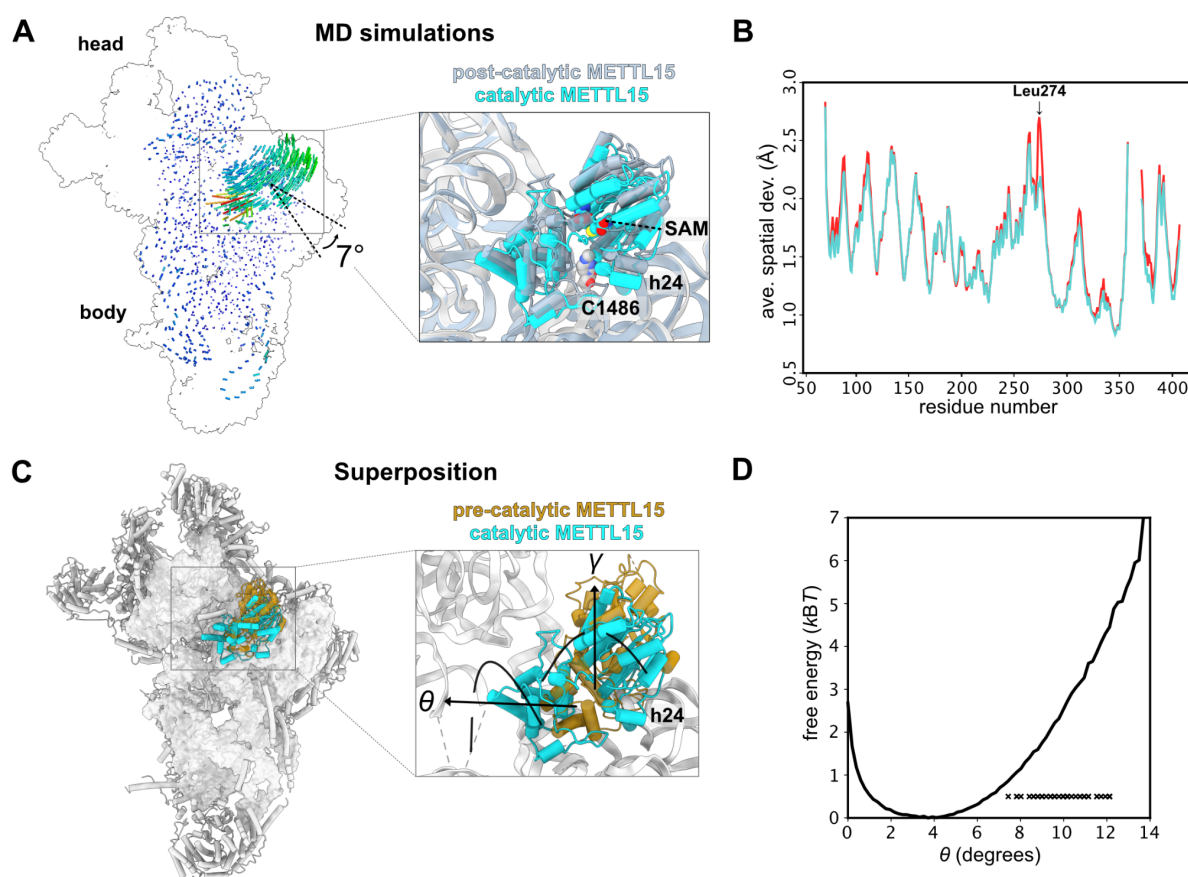 A
MD simulations
head
body
7°
post-catalytic METTL15
catalytic METTL15
SAM
h24
C1486
B
Leu274
ave. spatial dev. (Å)
3.0
2.5
2.0
1.5
1.0
0.5
50 100 150 200 250 300 350 400
residue number
C
Superposition
pre-catalytic METTL15
catalytic METTL15
γ
θ
h24
D
free energy (kBT)
7
6
5
4
3
2
1
0
0 2 4 6 8 10 12 14
θ (degrees)